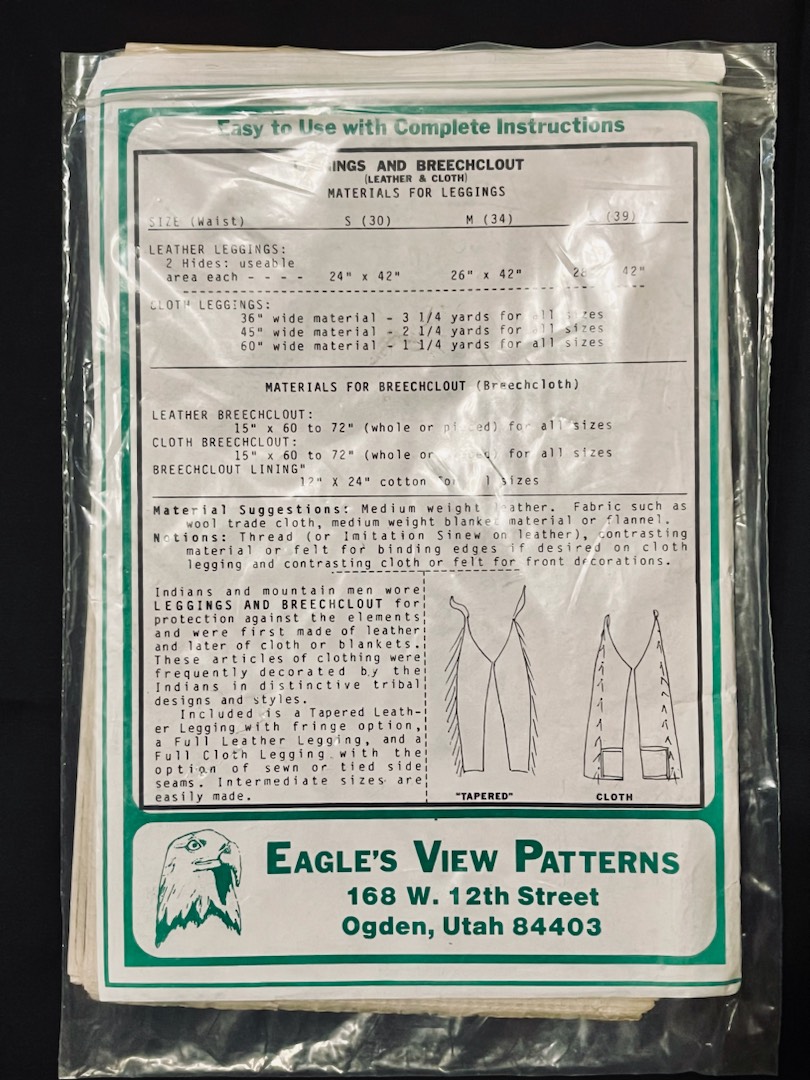 Easy to Use with Complete Instructions
INGS AND BREECHCLOUT
(LEATHER & CLOTH)
MATERIALS FOR LEGGINGS
SIZE (Waist) S (30) M (34) (39)
LEATHER LEGGINGS:
2 Hides: useable
area each - - - - 24" x 42" 26" x 42" 42"
CLOTH LEGGINGS:
36" wide material - 3 1/4 yards for all sizes
45" wide material - 2 1/4 yards for all sizes
60" wide material - 1 1/4 yards for all sizes
MATERIALS FOR BREECHCLOUT (Breechcloth)
LEATHER BREECHCLOUT:
15" x 60 to 72" (whole or pieced) for all sizes
CLOTH BREECHCLOUT:
15" x 60 to 72" (whole or for all sizes
BREECHCLOUT LINING"
12" X 24" cotton sizes
Material Suggestions: Medium weight leather. Fabric such as
wool trade cloth, medium weight blanket material or flannel.
Notions: Thread (or Imitation Sinew on leather), contrasting
material or felt for binding edges if desired on cloth
legging and contrasting cloth or felt for front decorations.
Indians and mountain men wore
LEGGINGS AND BREECHCLOUT for
protection against the elements
and were first made of leather
and later of cloth or blankets.
These articles of clothing were
frequently decorated by the
Indians in distinctive tribal
designs and styles.
Included is a Tapered Leath-
er Legging with fringe option,
a Full Leather Legging, and a
Full Cloth Legging with the
option of sewn or tied side
seams. Intermediate sizes are
easily made.
"TAPERED" CLOTH
EAGLE'S VIEW PATTERNS
168 W. 12th Street
Ogden, Utah 84403